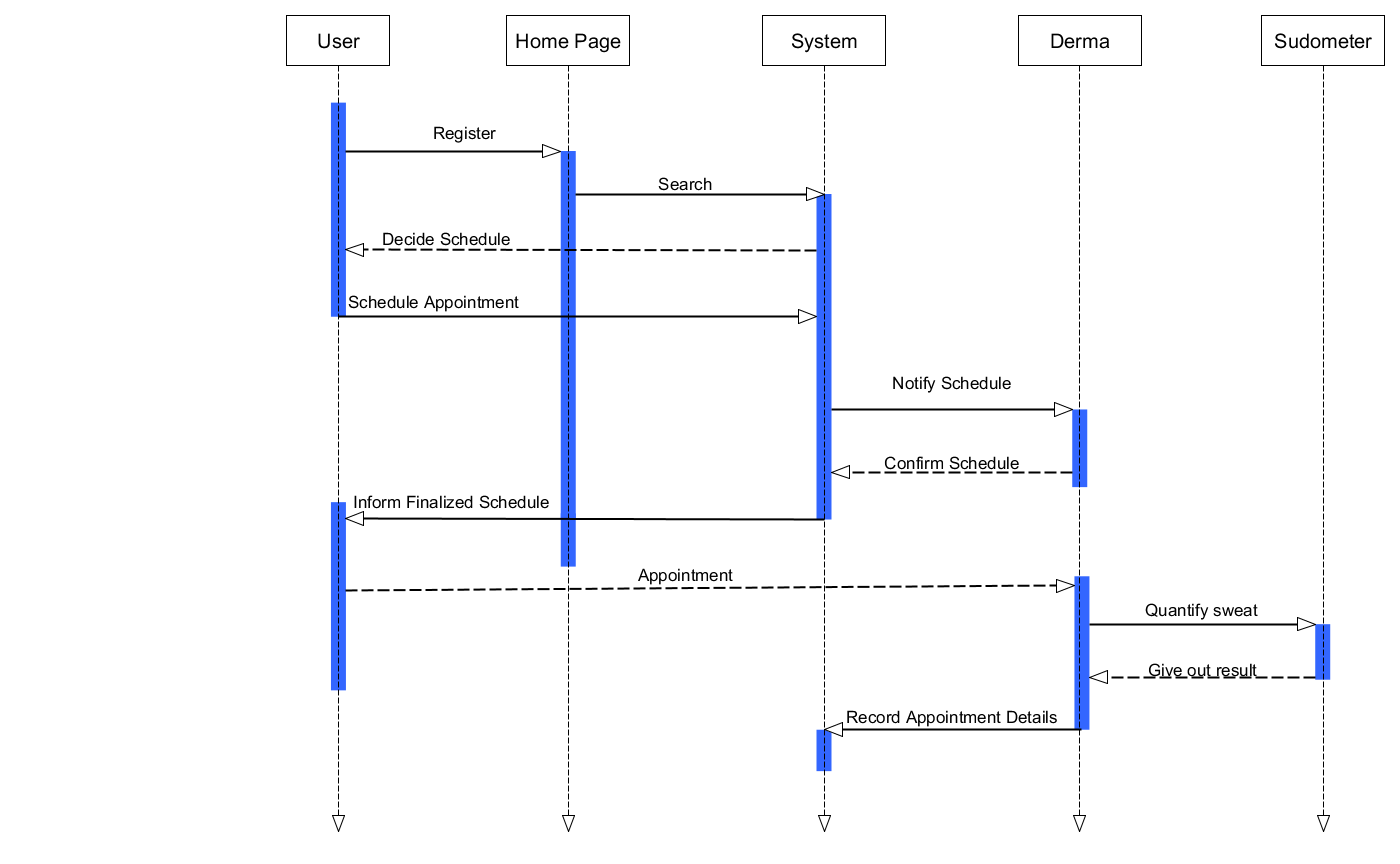 User
Home Page
System
Derma
Sudometer
Register
Search
Decide Schedule
Schedule Appointment
Notify Schedule
Confirm Schedule
Inform Finalized Schedule
Appointment
Quantify sweat
Give out result
Record Appointment Details